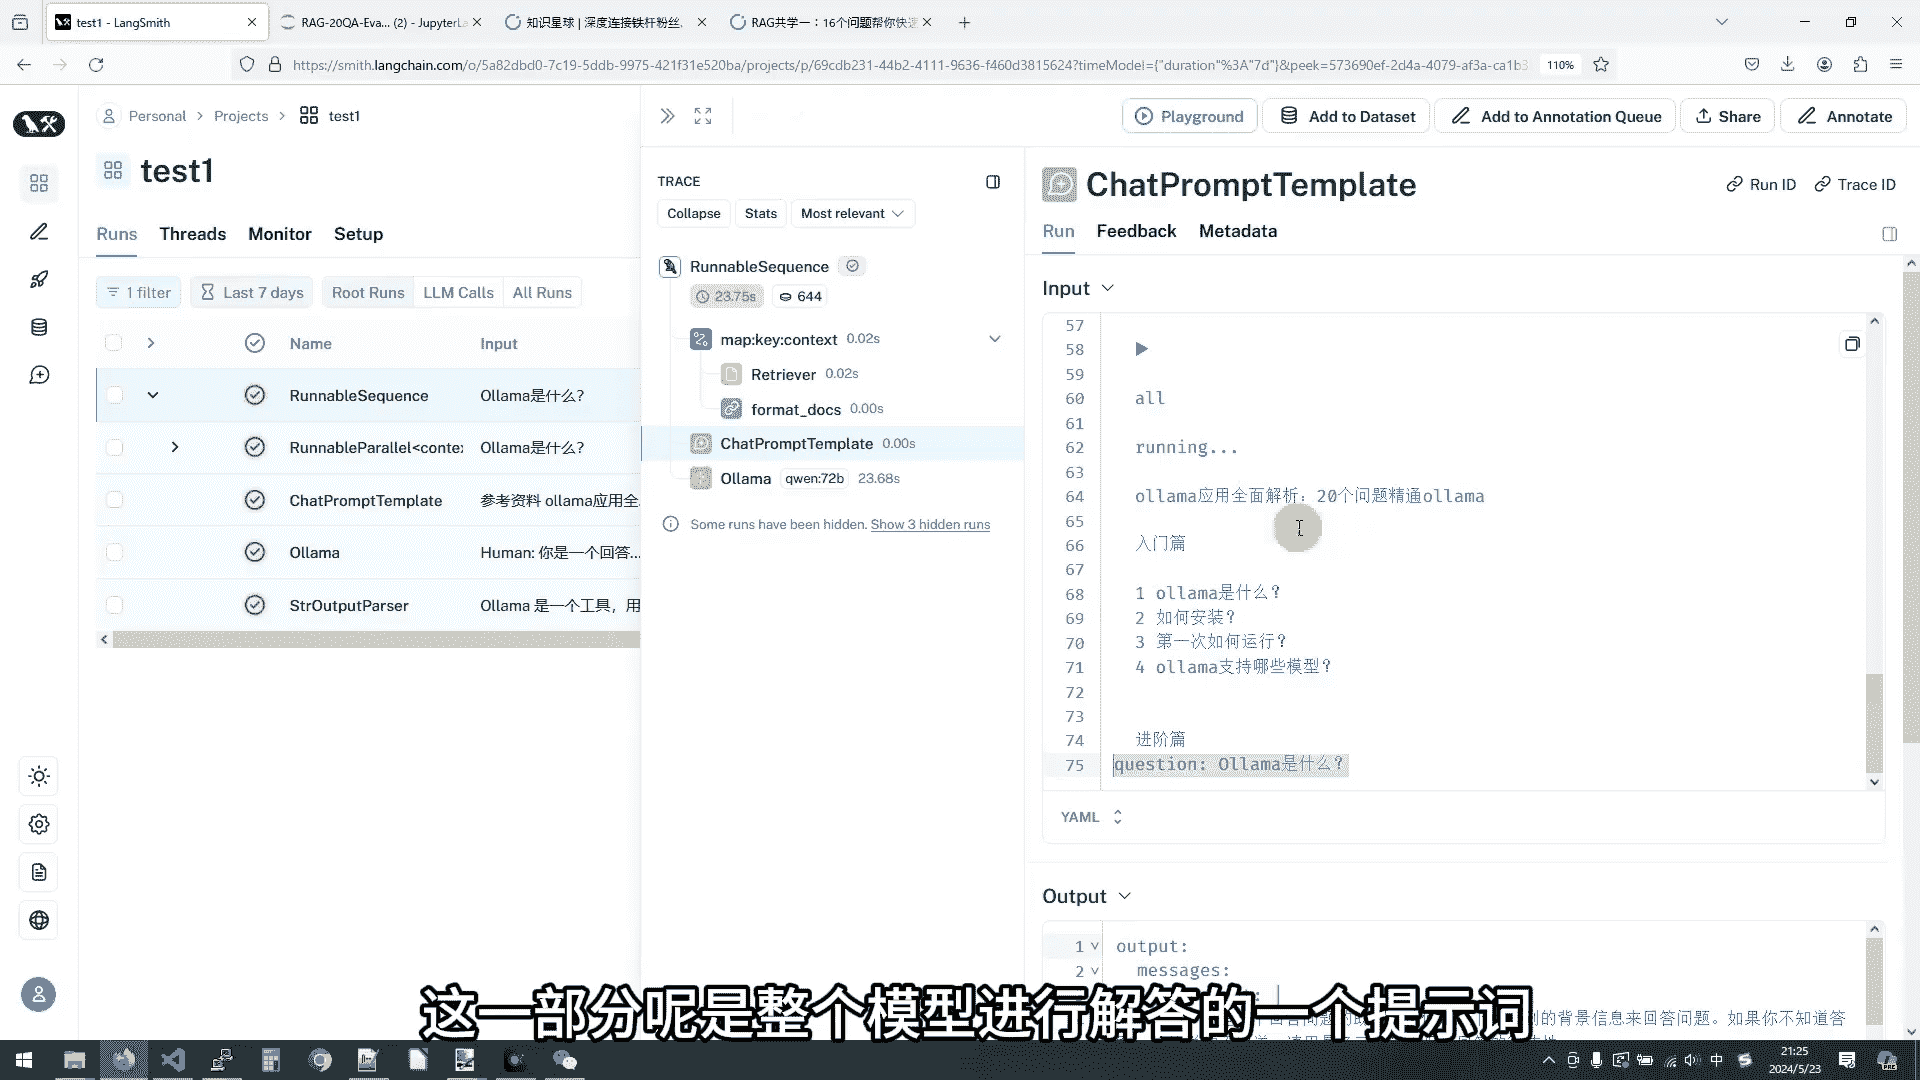 test1 - LangSmith
RAG-20QA-Eva... (2) - JupyterLa
知识星球 | 深度连接铁杆粉丝
RAG共学一：16个问题帮你快
https://smith.langchain.com/o/5a82dbd0-7c19-5ddb-9975-421f31e520ba/projects/p/69cdb231-44b2-4111-9636-f460d3815624?timeModel={"duration"%3A"7d"}&peek=573690ef-2d4a-4079-af3a-ca1b3
110%
Personal > Projects > test1
Playground
Add to Dataset
Add to Annotation Queue
Share
Annotate
test1
Runs Threads Monitor Setup
1 filter
Last 7 days
Root Runs LLM Calls All Runs
Name Input
RunnableSequence Ollama是什么?
RunnableParallel<contex Ollama是什么?
ChatPromptTemplate 参考资料 ollama应用全
Ollama Human: 你是一个回答...
StrOutputParser Ollama 是一个工具，用
TRACE
Collapse Stats Most relevant
RunnableSequence
23.75s 644
map:key:context 0.02s
Retriever 0.02s
format_docs 0.00s
ChatPromptTemplate 0.00s
Ollama qwen:72b 23.68s
Some runs have been hidden. Show 3 hidden runs
ChatPromptTemplate
Run ID Trace ID
Run Feedback Metadata
Input
57
58 ▶
59
60 all
61
62 running...
63
64 ollama应用全面解析：20个问题精通ollama
65
66 入门篇
67
68 1 ollama是什么？
69 2 如何安装？
70 3 第一次如何运行？
71 4 ollama支持哪些模型？
72
73
74 进阶篇
75 question: Ollama是什么？
YAML
Output
1 output:
2 messages:
的背景信息来回答问题。如果你不知道答
这一部分呢是整个模型进行解答的一个提示词
中
21:25
2024/5/23